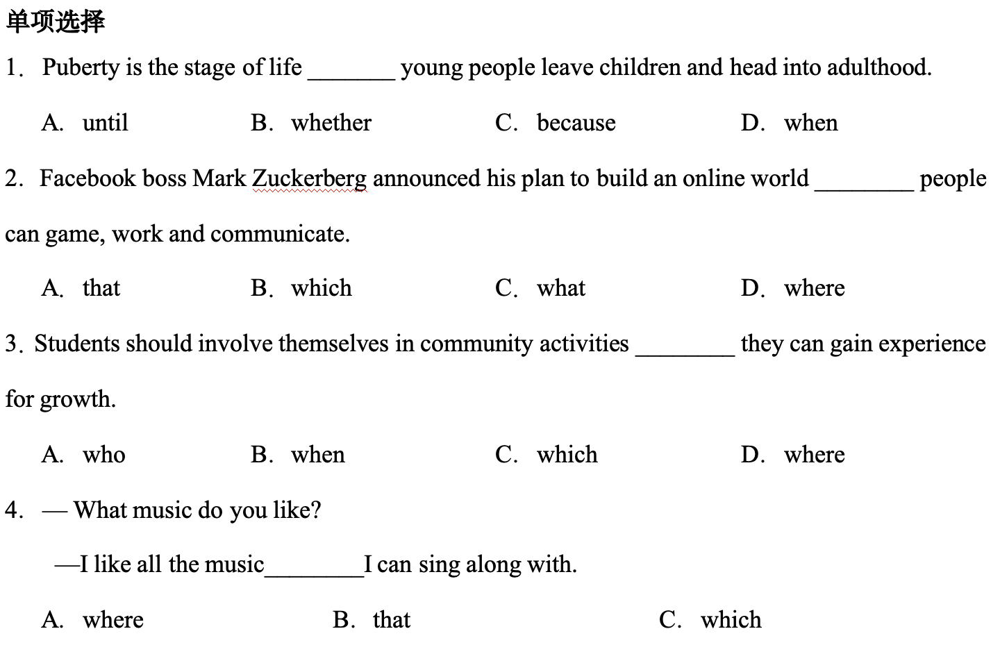 单项选择
1. Puberty is the stage of life _______ young people leave children and head into adulthood.
A. until B. whether C. because D. when
2. Facebook boss Mark Zuckerberg announced his plan to build an online world ________ people
can game, work and communicate.
A. that B. which C. what D. where
3. Students should involve themselves in community activities ________ they can gain experience
for growth.
A. who B. when C. which D. where
4. — What music do you like?
—I like all the music________I can sing along with.
A. where B. that C. which